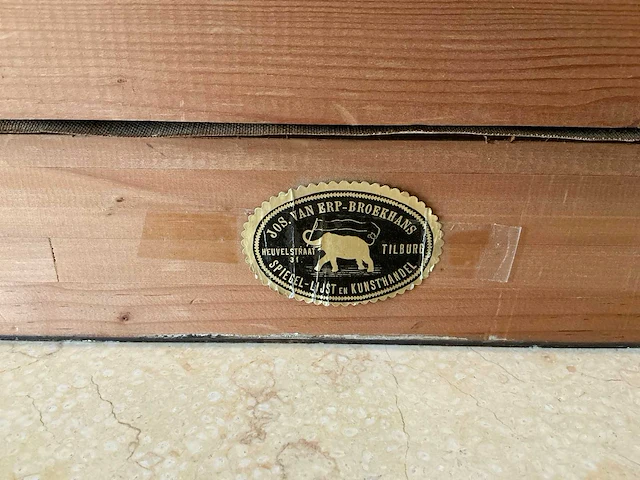 JOS. VAN ERP-BROEKHANS
HEUVELSTRAAT
31.
TILBURG
SPIEGEL-LIJST EN KUNSTHANDEL